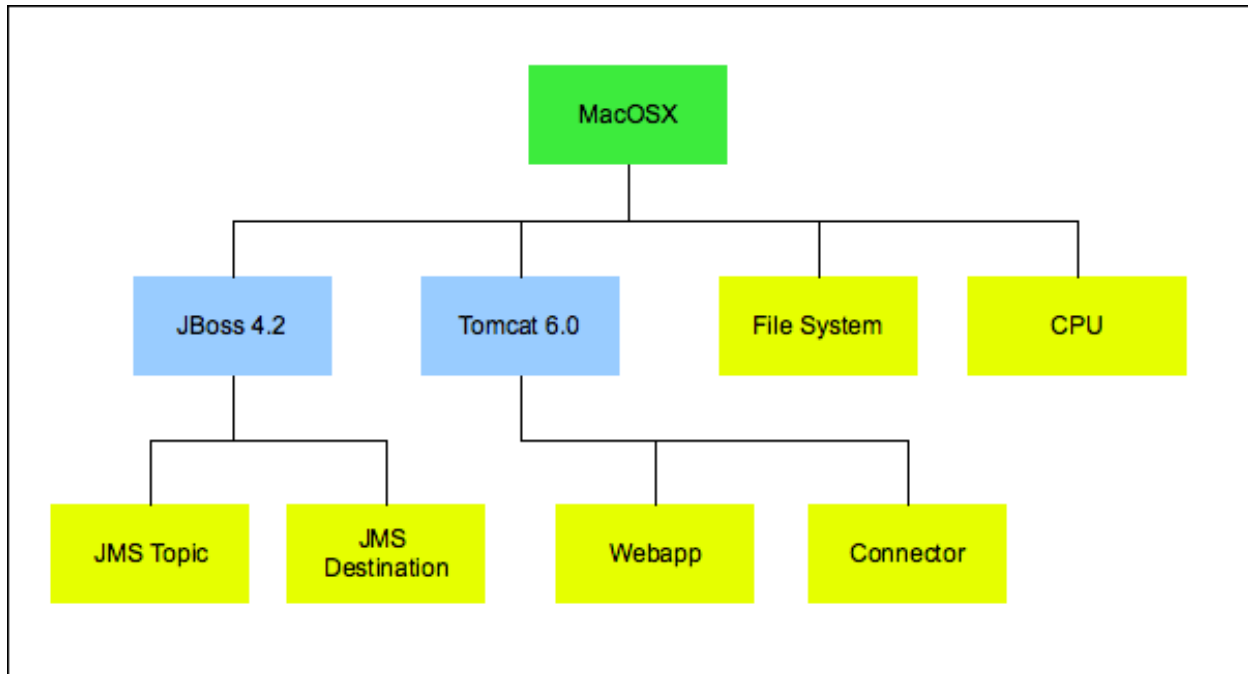 MacOSX
JBoss 4.2
Tomcat 6.0
File System
CPU
JMS Topic
JMS
Destination
Webapp
Connector